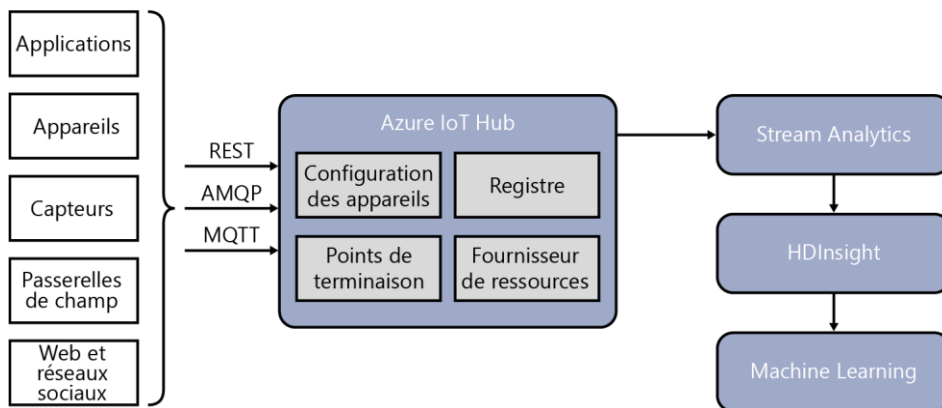 Applications
Appareils
Capteurs
Passerelles
de champ
Web et
réseaux
sociaux
REST
AMQP
MQTT
Azure IoT Hub
Configuration
des appareils
Registre
Points de
terminaison
Fournisseur
de ressources
Stream Analytics
HDInsight
Machine Learning